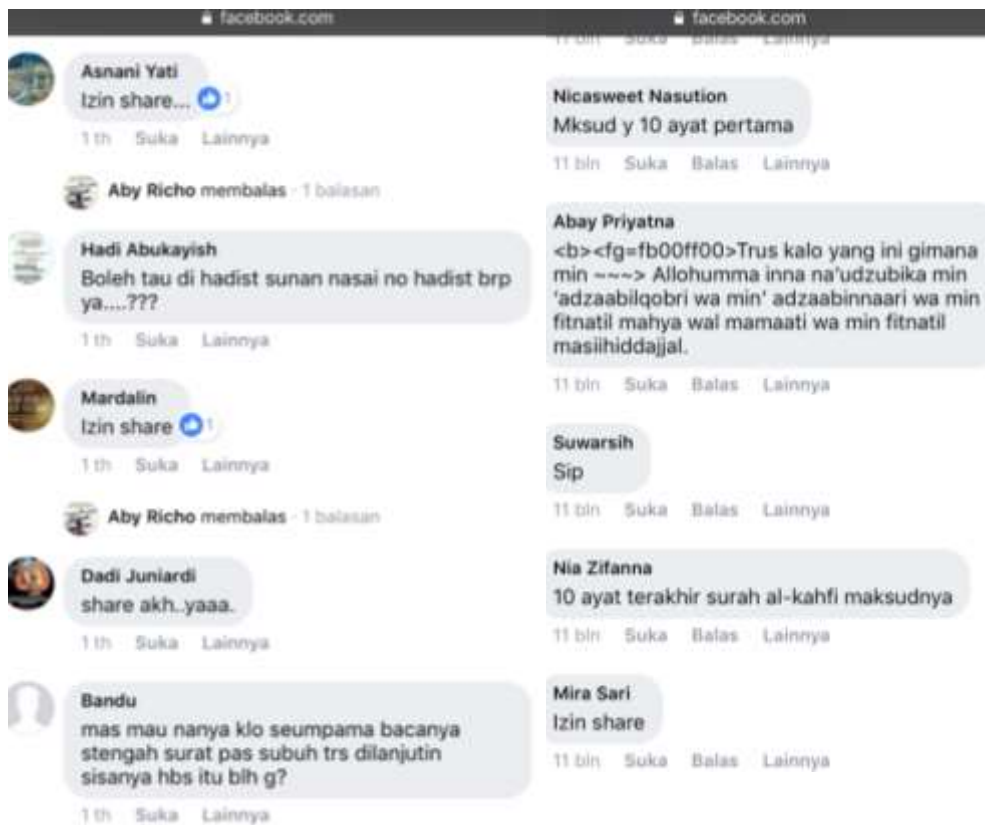 facebook.com
Asnani Yati
Izin share... 1
1 th Suka Lainnya
Aby Richo membalas · 1 balasan
Hadi Abukayish
Boleh tau di hadist sunan nasai no hadist brp
ya....???
1 th Suka Lainnya
Mardalin
Izin share 1
1 th Suka Lainnya
Aby Richo membalas · 1 balasan
Dadi Juniardi
share akh..yaaa.
1 th Suka Lainnya
Bandu
mas mau nanya klo seumpama bacanya
stengah surat pas subuh trs dilanjutin
sisanya hbs itu blh g?
1 th Suka Lainnya
facebook.com
11 bln Suka Balas Lainnya
Nicasweet Nasution
Mksud y 10 ayat pertama
11 bln Suka Balas Lainnya
Abay Priyatna
<b><fg=fb00ff00>Trus kalo yang ini gimana
min ~~~> Allohumma inna na'udzubika min
'adzaabilqobri wa min' adzaabinnaari wa min
fitnatil mahya wal mamaati wa min fitnatil
masiihiddajjal.
11 bln Suka Balas Lainnya
Suwarsih
Sip
11 bln Suka Balas Lainnya
Nia Zifanna
10 ayat terakhir surah al-kahfi maksudnya
11 bln Suka Balas Lainnya
Mira Sari
Izin share
11 bln Suka Balas Lainnya